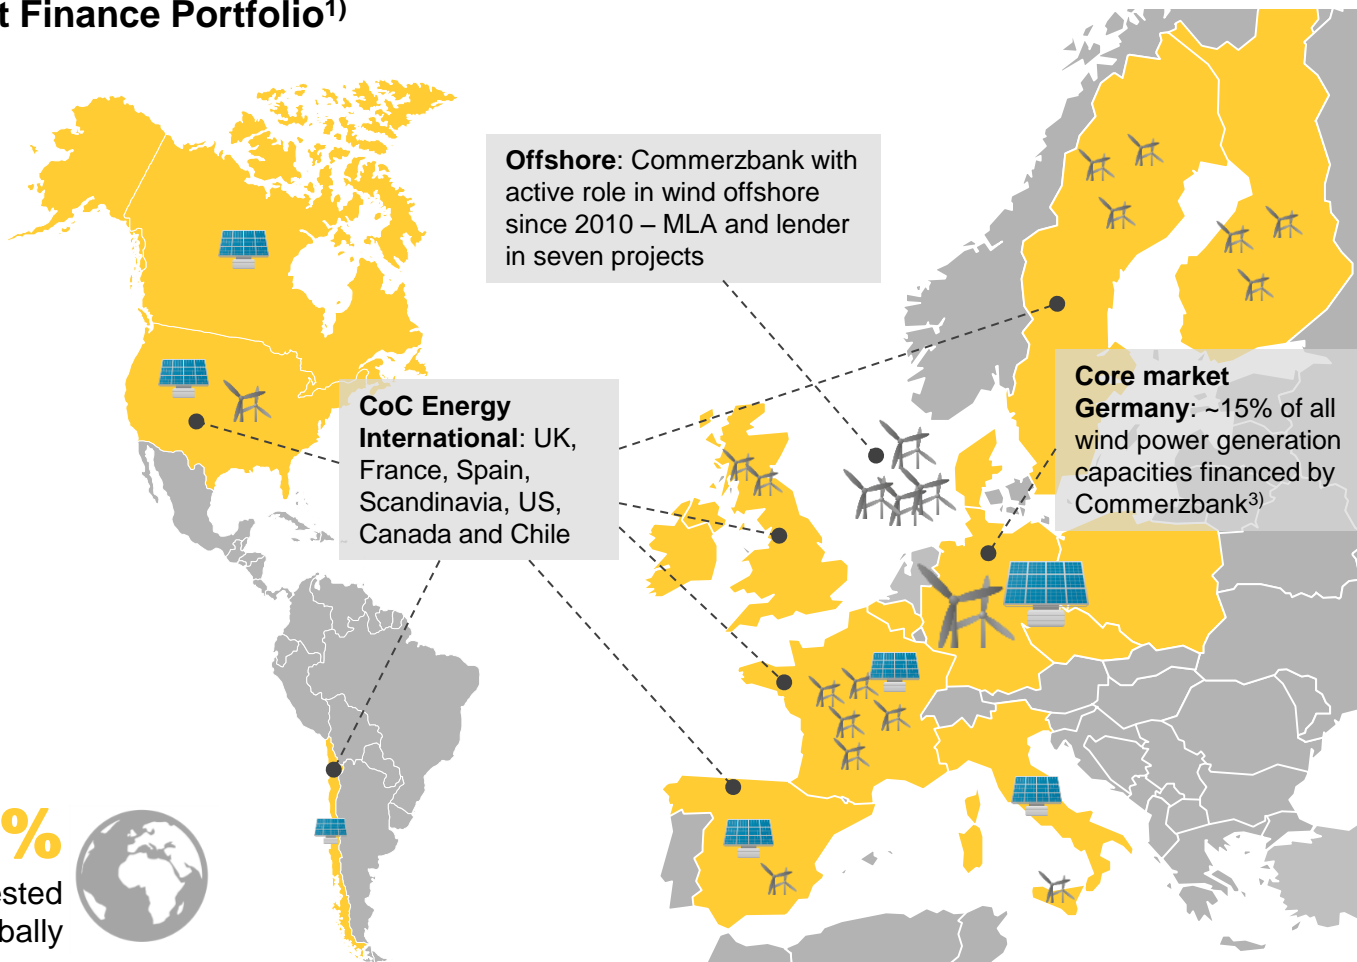 t Finance Portfolio1)
Offshore: Commerzbank with
active role in wind offshore
since 2010 – MLA and lender
in seven projects
CoC Energy
International: UK,
France, Spain,
Scandinavia, US,
Canada and Chile
Core market
Germany: ~15% of all
wind power generation
capacities financed by
Commerzbank3)
%
ested
bally